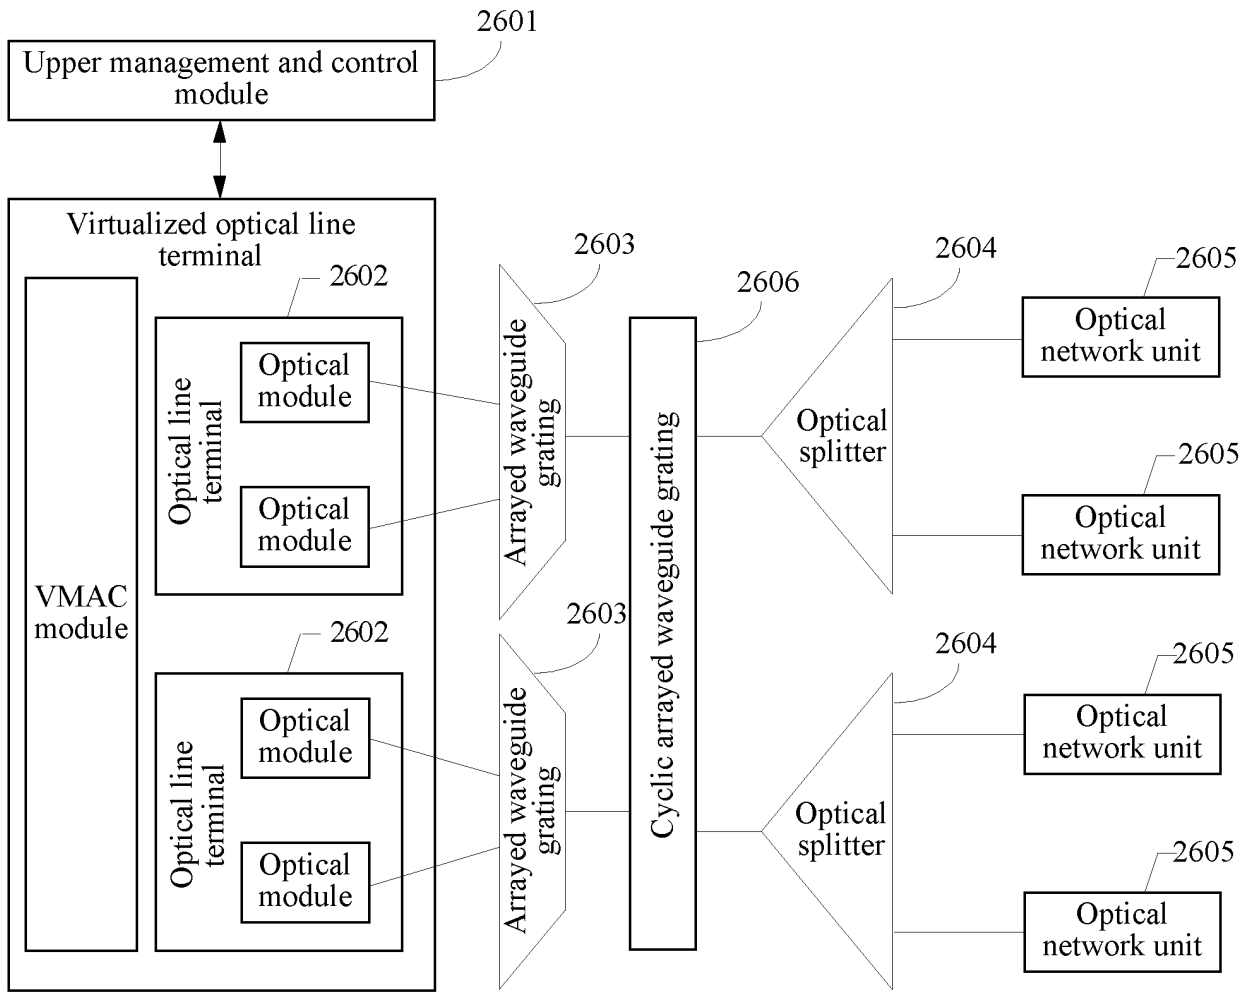 2601
Upper management and control
module
Virtualized optical line
terminal
VMAC
module
2602
Optical line
terminal
Optical
module
Optical
module
2602
Optical line
terminal
Optical
module
Optical
module
2603
Arrayed waveguide
grating
2603
Arrayed waveguide
grating
2606
Cyclic arrayed waveguide grating
2604
Optical
splitter
2604
Optical
splitter
2605
Optical
network unit
2605
Optical
network unit
2605
Optical
network unit
2605
Optical
network unit